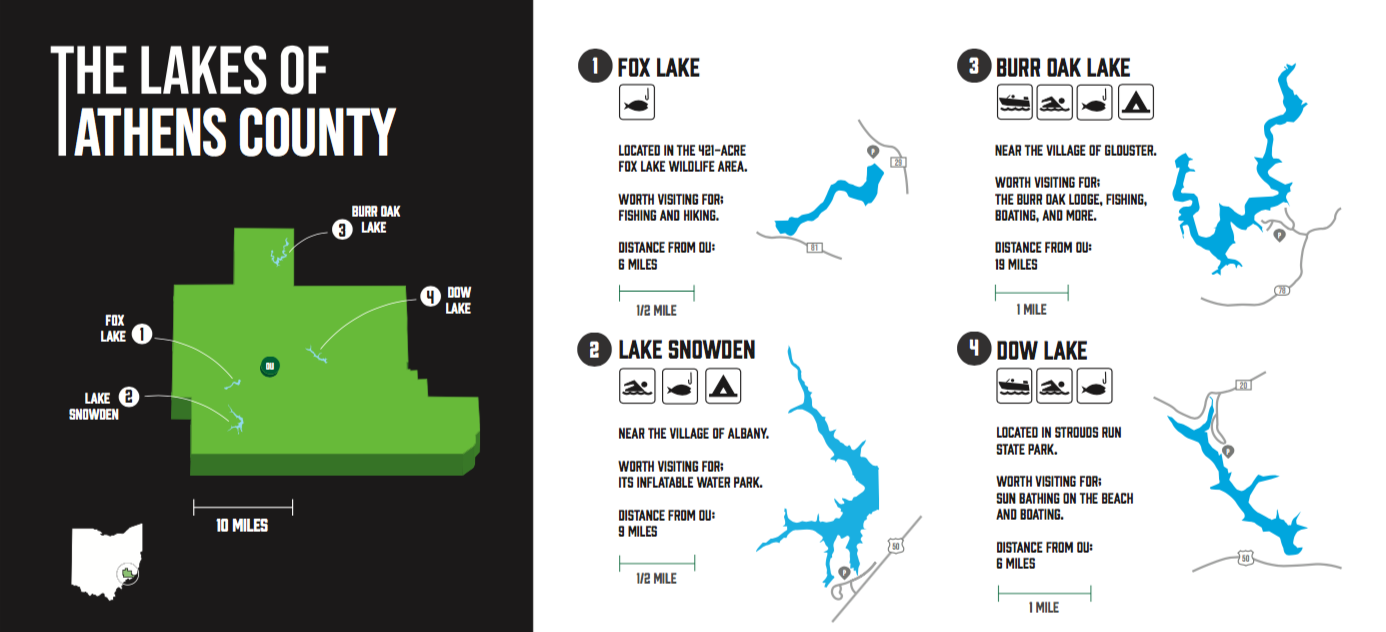 THE LAKES OF
ATHENS COUNTY
BURR OAK
LAKE
3
4
DOW
LAKE
FOX
LAKE
1
OU
LAKE
SNOWDEN
2
10 MILES
1 FOX LAKE
LOCATED IN THE 421-ACRE
FOX LAKE WILDLIFE AREA.
WORTH VISITING FOR:
FISHING AND HIKING.
DISTANCE FROM OU:
6 MILES
1/2 MILE
P
29
81
2 LAKE SNOWDEN
NEAR THE VILLAGE OF ALBANY.
WORTH VISITING FOR:
ITS INFLATABLE WATER PARK.
DISTANCE FROM OU:
9 MILES
1/2 MILE
P
50
3 BURR OAK LAKE
NEAR THE VILLAGE OF GLOUSTER.
WORTH VISITING FOR:
THE BURR OAK LODGE, FISHING,
BOATING, AND MORE.
DISTANCE FROM OU:
19 MILES
1 MILE
P
78
4 DOW LAKE
LOCATED IN STROUDS RUN
STATE PARK.
WORTH VISITING FOR:
SUN BATHING ON THE BEACH
AND BOATING.
DISTANCE FROM OU:
6 MILES
1 MILE
20
P
50